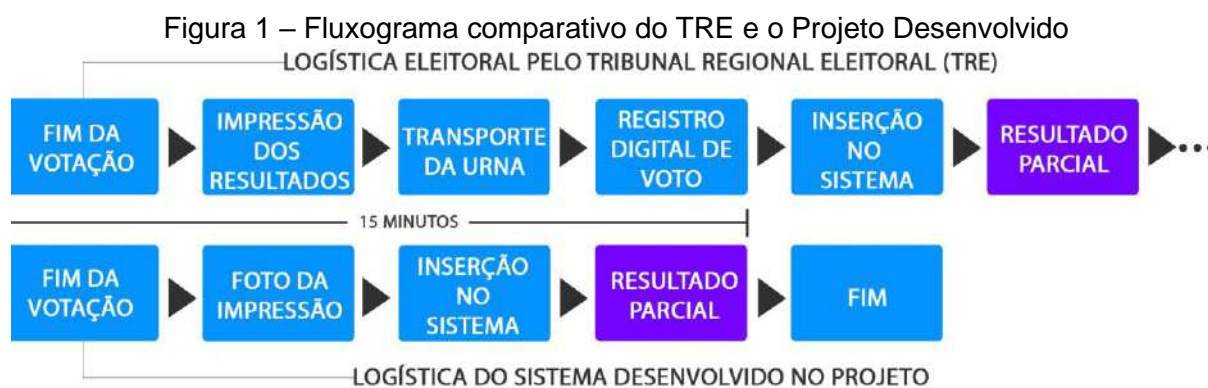 Figura 1 – Fluxograma comparativo do TRE e o Projeto Desenvolvido
LOGÍSTICA ELEITORAL PELO TRIBUNAL REGIONAL ELEITORAL (TRE)
FIM DA
VOTAÇÃO
IMPRESSÃO
DOS
RESULTADOS
TRANSPORTE
DA URNA
REGISTRO
DIGITAL DE
VOTO
INSERÇÃO
NO
SISTEMA
RESULTADO
PARCIAL
15 MINUTOS
FIM DA
VOTAÇÃO
FOTO DA
IMPRESSÃO
INSERÇÃO
NO
SISTEMA
RESULTADO
PARCIAL
FIM
LOGÍSTICA DO SISTEMA DESENVOLVIDO NO PROJETO